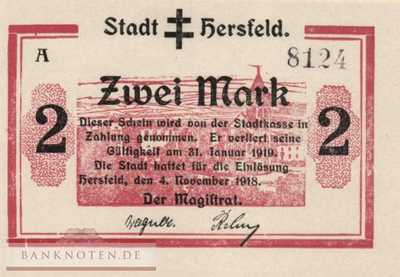 Stadt Hersfeld.
A
8124
Zwei Mark
2
2
Dieser Schein wird von der Stadtkasse in
Zahlung genommen. Er verliert seine
Gültigkeit am 31. Januar 1919.
Die Stadt haftet für die Einlösung
Hersfeld, den 4. November 1918.
Der Magistrat.
BANKNOTEN.DE